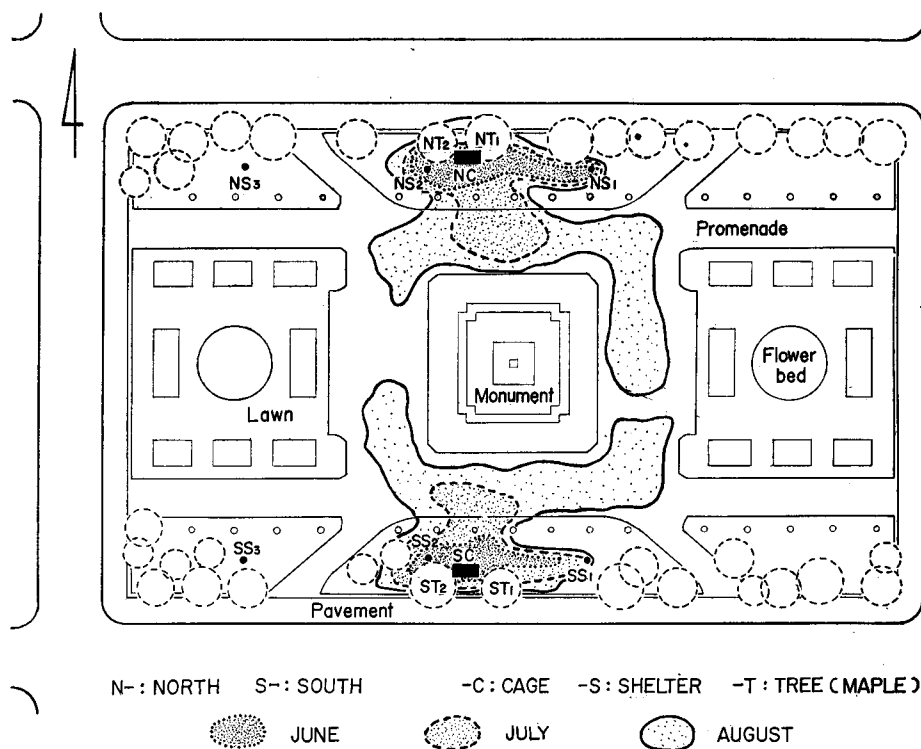 NT2 NT1
NS3 NS2 NC NS1
Promenade
Monument
Flower
bed
Lawn
SS3 SS2 SC SS1
ST2 ST1
Pavement
N-: NORTH S-: SOUTH -C: CAGE -S: SHELTER -T: TREE (MAPLE)
JUNE JULY AUGUST